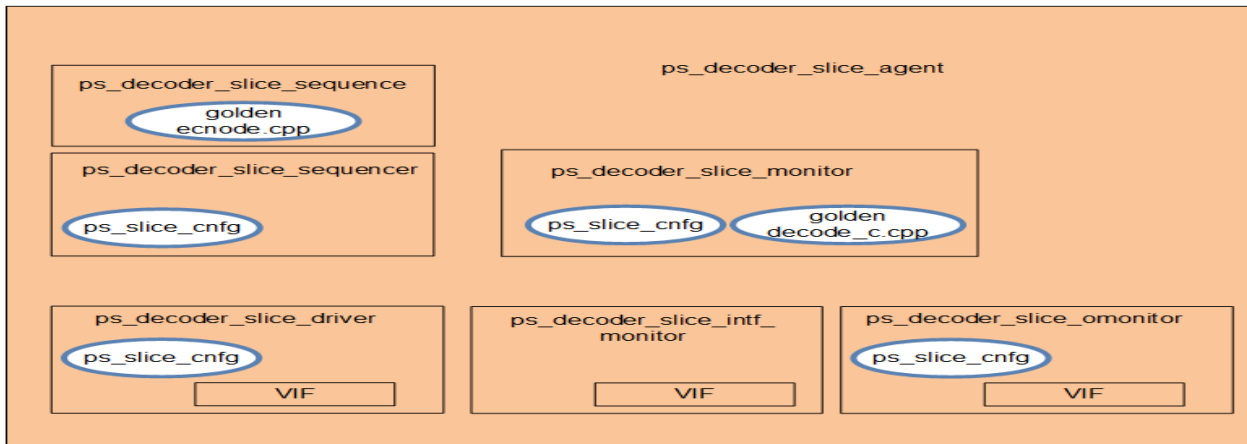 ps_decoder_slice_agent
ps_decoder_slice_sequence
golden
ecnode.cpp
ps_decoder_slice_sequencer
ps_slice_cnfg
ps_decoder_slice_monitor
ps_slice_cnfg
golden
decode_c.cpp
ps_decoder_slice_driver
ps_slice_cnfg
VIF
ps_decoder_slice_intf_
monitor
VIF
ps_decoder_slice_omonitor
ps_slice_cnfg
VIF